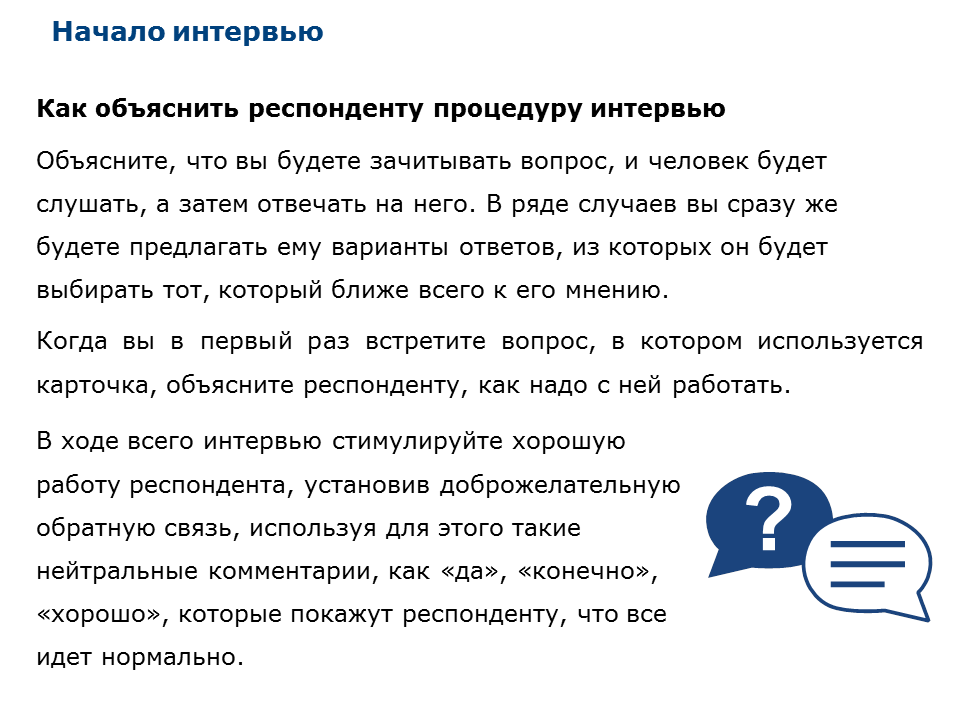 Начало интервью
Как объяснить респонденту процедуру интервью
Объясните, что вы будете зачитывать вопрос, и человек будет
слушать, а затем отвечать на него. В ряде случаев вы сразу же
будете предлагать ему варианты ответов, из которых он будет
выбирать тот, который ближе всего к его мнению.
Когда вы в первый раз встретите вопрос, в котором используется
карточка, объясните респонденту, как надо с ней работать.
В ходе всего интервью стимулируйте хорошую
работу респондента, установив доброжелательную
обратную связь, используя для этого такие
нейтральные комментарии, как «да», «конечно»,
«хорошо», которые покажут респонденту, что все
идет нормально.
?